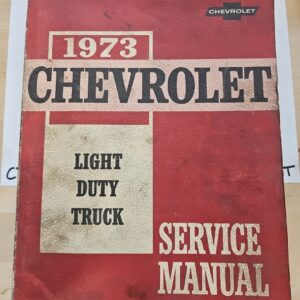 CHEVROLET
1973
CHEVROLET
LIGHT
DUTY
TRUCK
SERVICE
MANUAL